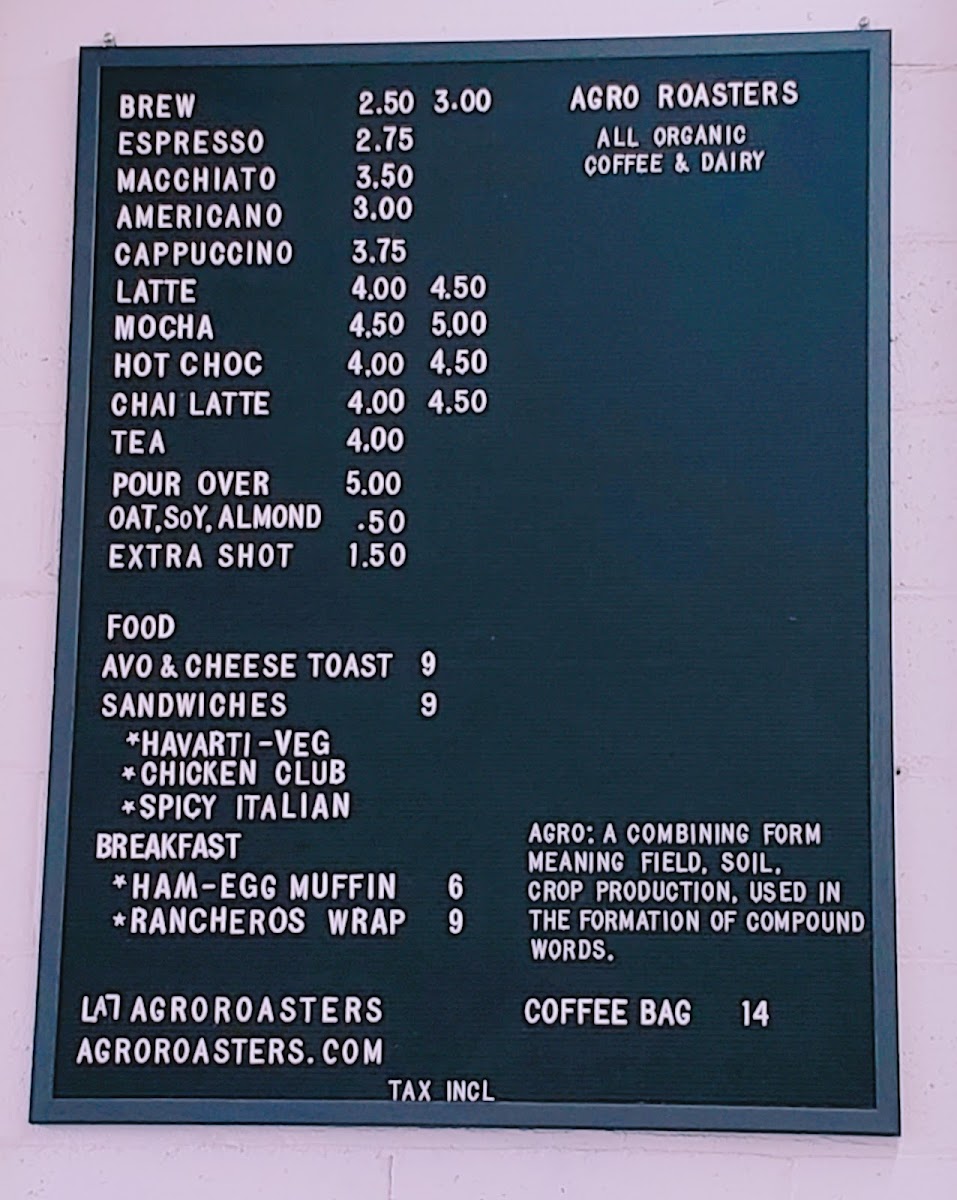 BREW 2.50 3.00
ESPRESSO 2.75
MACCHIATO 3.50
AMERICANO 3.00
CAPPUCCINO 3.75
LATTE 4.00 4.50
MOCHA 4.50 5.00
HOT CHOC 4.00 4.50
CHAI LATTE 4.00 4.50
TEA 4.00
POUR OVER 5.00
OAT, SOY, ALMOND .50
EXTRA SHOT 1.50
FOOD
AVO & CHEESE TOAST 9
SANDWICHES 9
*HAVARTI-VEG
*CHICKEN CLUB
*SPICY ITALIAN
BREAKFAST
*HAM-EGG MUFFIN 6
*RANCHEROS WRAP 9
AGROROASTERS
AGROROASTERS.COM
AGRO ROASTERS
ALL ORGANIC
COFFEE & DAIRY
AGRO: A COMBINING FORM
MEANING FIELD, SOIL,
CROP PRODUCTION, USED IN
THE FORMATION OF COMPOUND
WORDS.
COFFEE BAG 14
TAX INCL